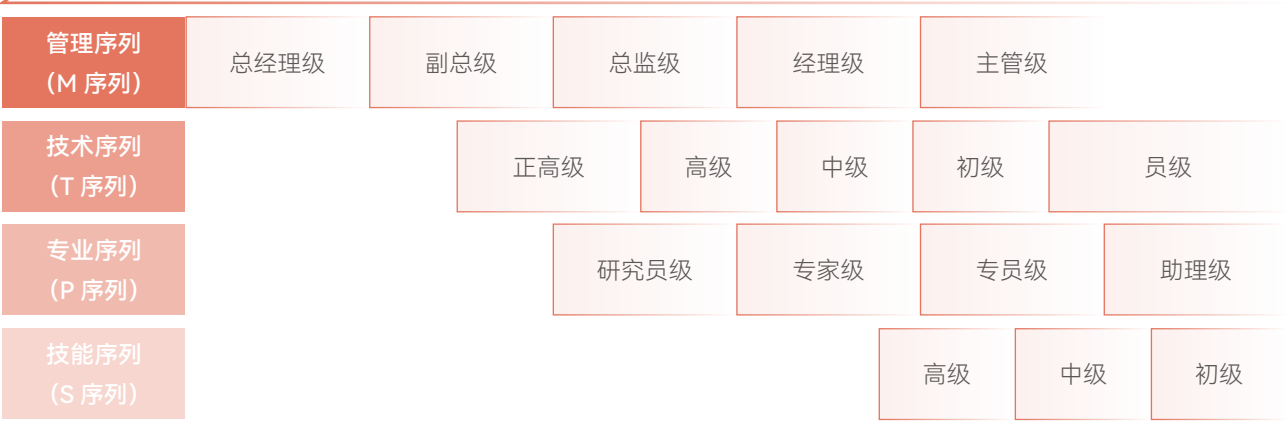 管理序列
（M 序列）
总经理级
副总级
总监级
经理级
主管级
技术序列
（T 序列）
正高级
高级
中级
初级
员级
专业序列
（P 序列）
研究员级
专家级
专员级
助理级
技能序列
（S 序列）
高级
中级
初级